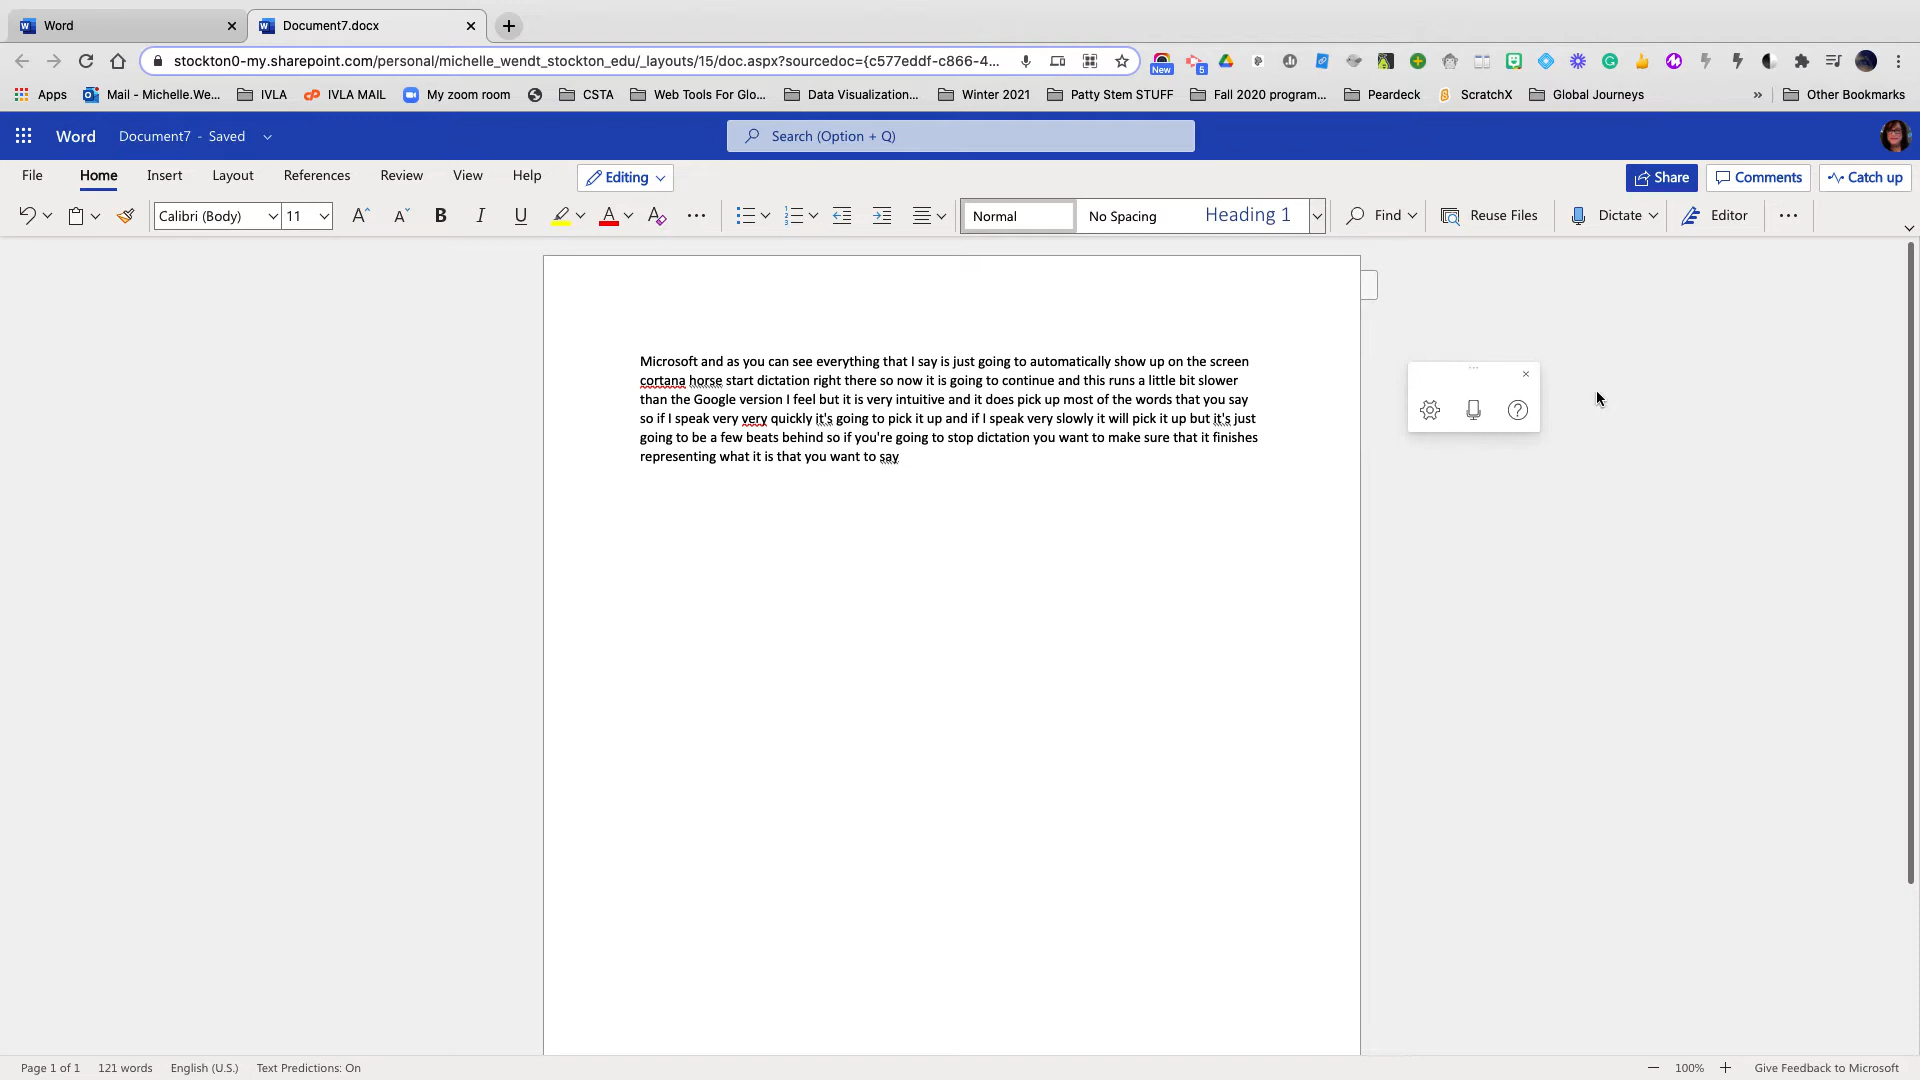 Word
Document7.docx
stockton0-my.sharepoint.com/personal/michelle_wendt_stockton_edu/_layouts/15/doc.aspx?sourcedoc={c577eddf-c866-4...
New
5
Apps
Mail - Michelle.We...
IVLA
IVLA MAIL
My zoom room
CSTA
Web Tools For Glo...
Data Visualization...
Winter 2021
Patty Stem STUFF
Fall 2020 program...
Peardeck
ScratchX
Global Journeys
»
Other Bookmarks
Word
Document7 - Saved
Search (Option + Q)
File
Home
Insert
Layout
References
Review
View
Help
Editing
Share
Comments
Catch up
Calibri (Body)
11
A^
A˅
B
I
U
A
A
Normal
No Spacing
Heading 1
Find
Reuse Files
Dictate
Editor
Microsoft and as you can see everything that I say is just going to automatically show up on the screen
cortana horse start dictation right there so now it is going to continue and this runs a little bit slower
than the Google version I feel but it is very intuitive and it does pick up most of the words that you say
so if I speak very very quickly it's going to pick it up and if I speak very slowly it will pick it up but it's just
going to be a few beats behind so if you're going to stop dictation you want to make sure that it finishes
representing what it is that you want to say
Page 1 of 1
121 words
English (U.S.)
Text Predictions: On
100%
Give Feedback to Microsoft